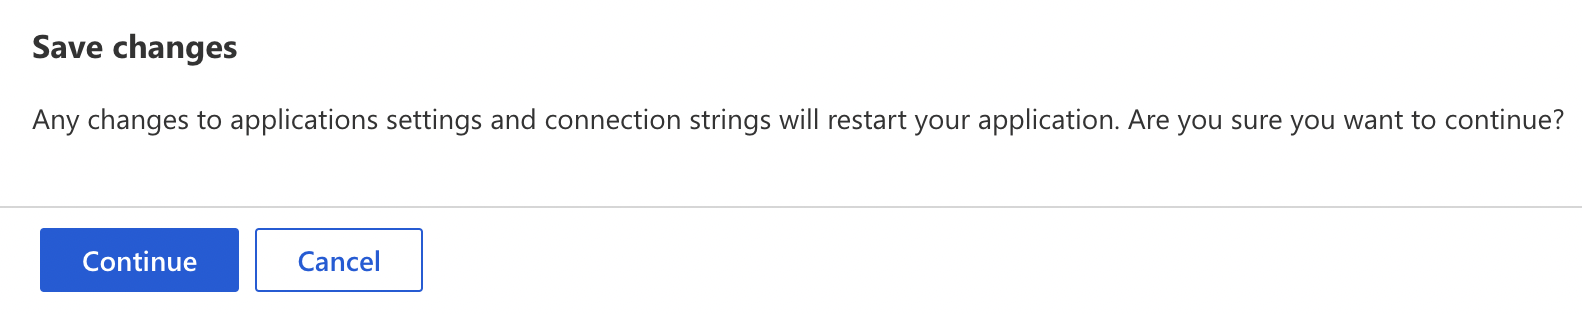 Save changes
Any changes to applications settings and connection strings will restart your application. Are you sure you want to continue?
Continue
Cancel